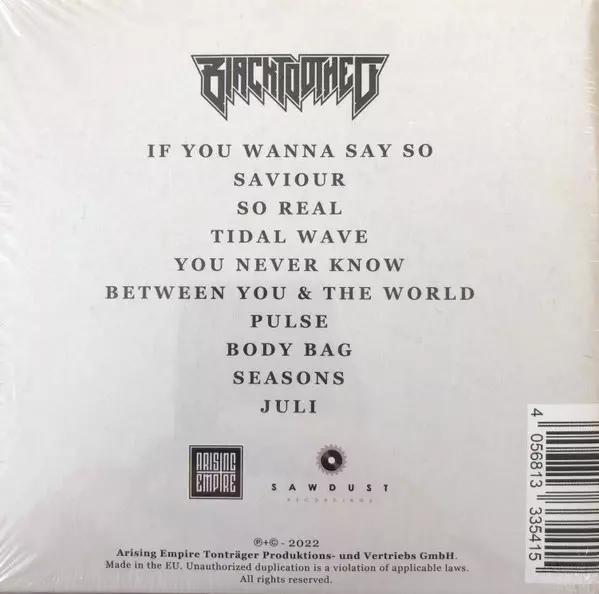 BLACKTOOTHED
IF YOU WANNA SAY SO
SAVIOUR
SO REAL
TIDAL WAVE
YOU NEVER KNOW
BETWEEN YOU & THE WORLD
PULSE
BODY BAG
SEASONS
JULI
ARISING
EMPIRE
SAWDUST
RECORDINGS
4 056813 335415
℗+© - 2022
Arising Empire Tonträger Produktions- und Vertriebs GmbH.
Made in the EU. Unauthorized duplication is a violation of applicable laws.
All rights reserved.